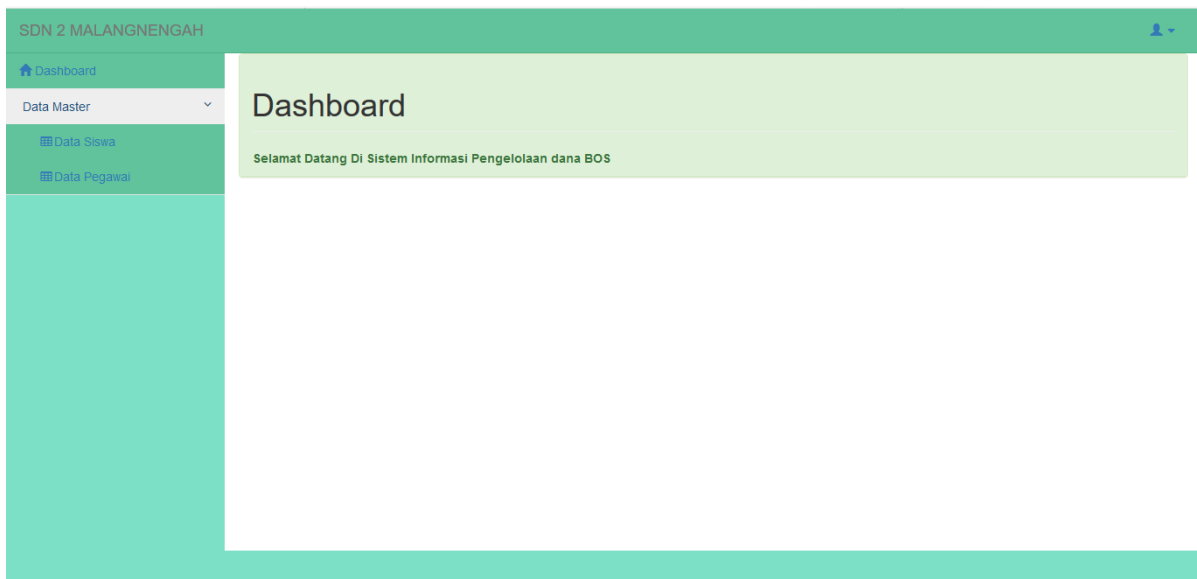 SDN 2 MALANGNENGAH
Dashboard
Data Master
Data Siswa
Data Pegawai
Dashboard
Selamat Datang Di Sistem Informasi Pengelolaan dana BOS